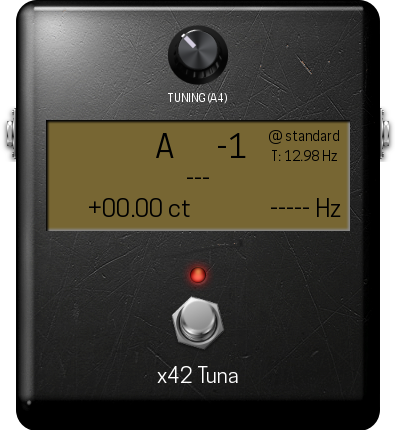 TUNING (A4)
A -1 @ standard
T: 12.98 Hz
---
+00.00 ct ----- Hz
x42 Tuna